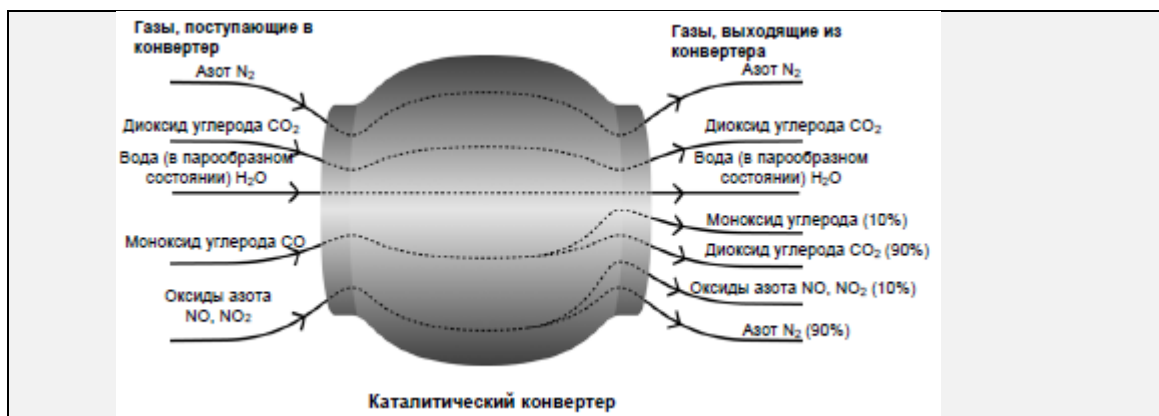 Газы, поступающие в
конвертер
Азот N₂
Диоксид углерода CO₂
Вода (в парообразном
состоянии) H₂O
Моноксид углерода CO
Оксиды азота
NO, NO₂
Газы, выходящие из
конвертера
Азот N₂
Диоксид углерода CO₂
Вода (в парообразном
состоянии) H₂O
Моноксид углерода (10%)
Диоксид углерода CO₂ (90%)
Оксиды азота NO, NO₂ (10%)
Азот N₂ (90%)
Каталитический конвертер